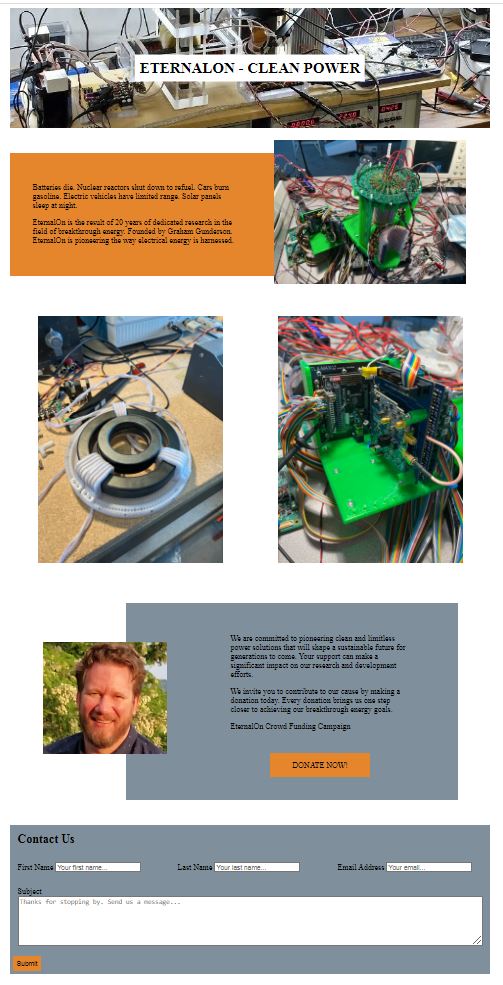 ETERNALON - CLEAN POWER
Batteries die. Nuclear reactors shut down to refuel. Cars burn
gasoline. Electric vehicles have limited range. Solar panels
sleep at night.
EternalOn is the result of 20 years of dedicated research in the
field of breakthrough energy. Founded by Graham Gunderson.
EternalOn is pioneering the way electrical energy is harnessed.
We are committed to pioneering clean and limitless
power solutions that will shape a sustainable future for
generations to come. Your support can make a
significant impact on our research and development
efforts.
We invite you to contribute to our cause by making a
donation today. Every donation brings us one step
closer to achieving our breakthrough energy goals.
EternalOn Crowd Funding Campaign
DONATE NOW!
Contact Us
First Name Your first name... Last Name Your last name... Email Address Your email...
Subject
Thanks for stopping by. Send us a message...
Submit